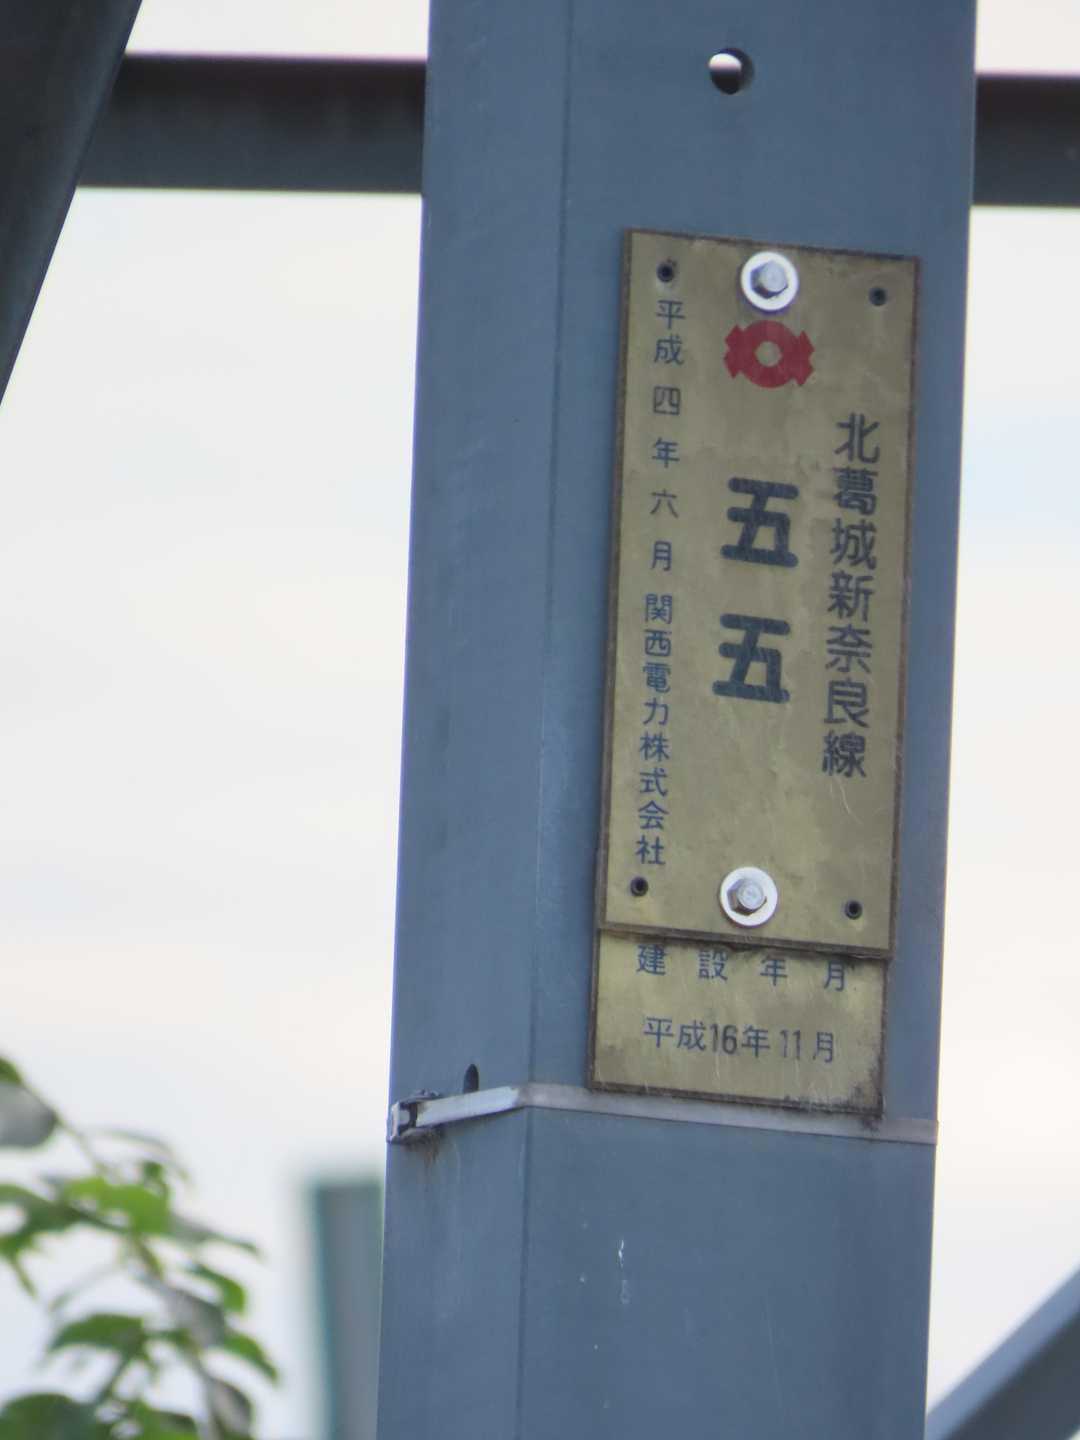 北葛城新奈良線
五五
平成四年六月関西電力株式会社
建設年月
平成16年11月